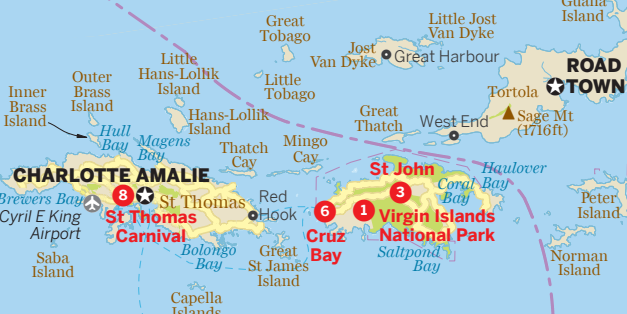 Guana
Island
Great
Tobago
Little Jost
Van Dyke
Jost
Van Dyke
Great Harbour
Little
Hans-Lollik
Island
Outer
Brass
Island
Inner
Brass
Island
Little
Tobago
ROAD
TOWN
Tortola
Sage Mt
(1716ft)
Hans-Lollik
Island
Great
Thatch
West End
Hull
Bay
Magens
Bay
Thatch
Cay
Mingo
Cay
St John
Haulover
Bay
Coral
Bay
CHARLOTTE AMALIE
Brewers Bay
8
St Thomas
Cyril E King
Airport
St Thomas
Carnival
Red
Hook
6
1
3
Cruz
Bay
Virgin Islands
National Park
Peter
Island
Saba
Island
Bolongo
Bay
Great
St James
Island
Saltpond
Bay
Norman
Island
Capella
Islands